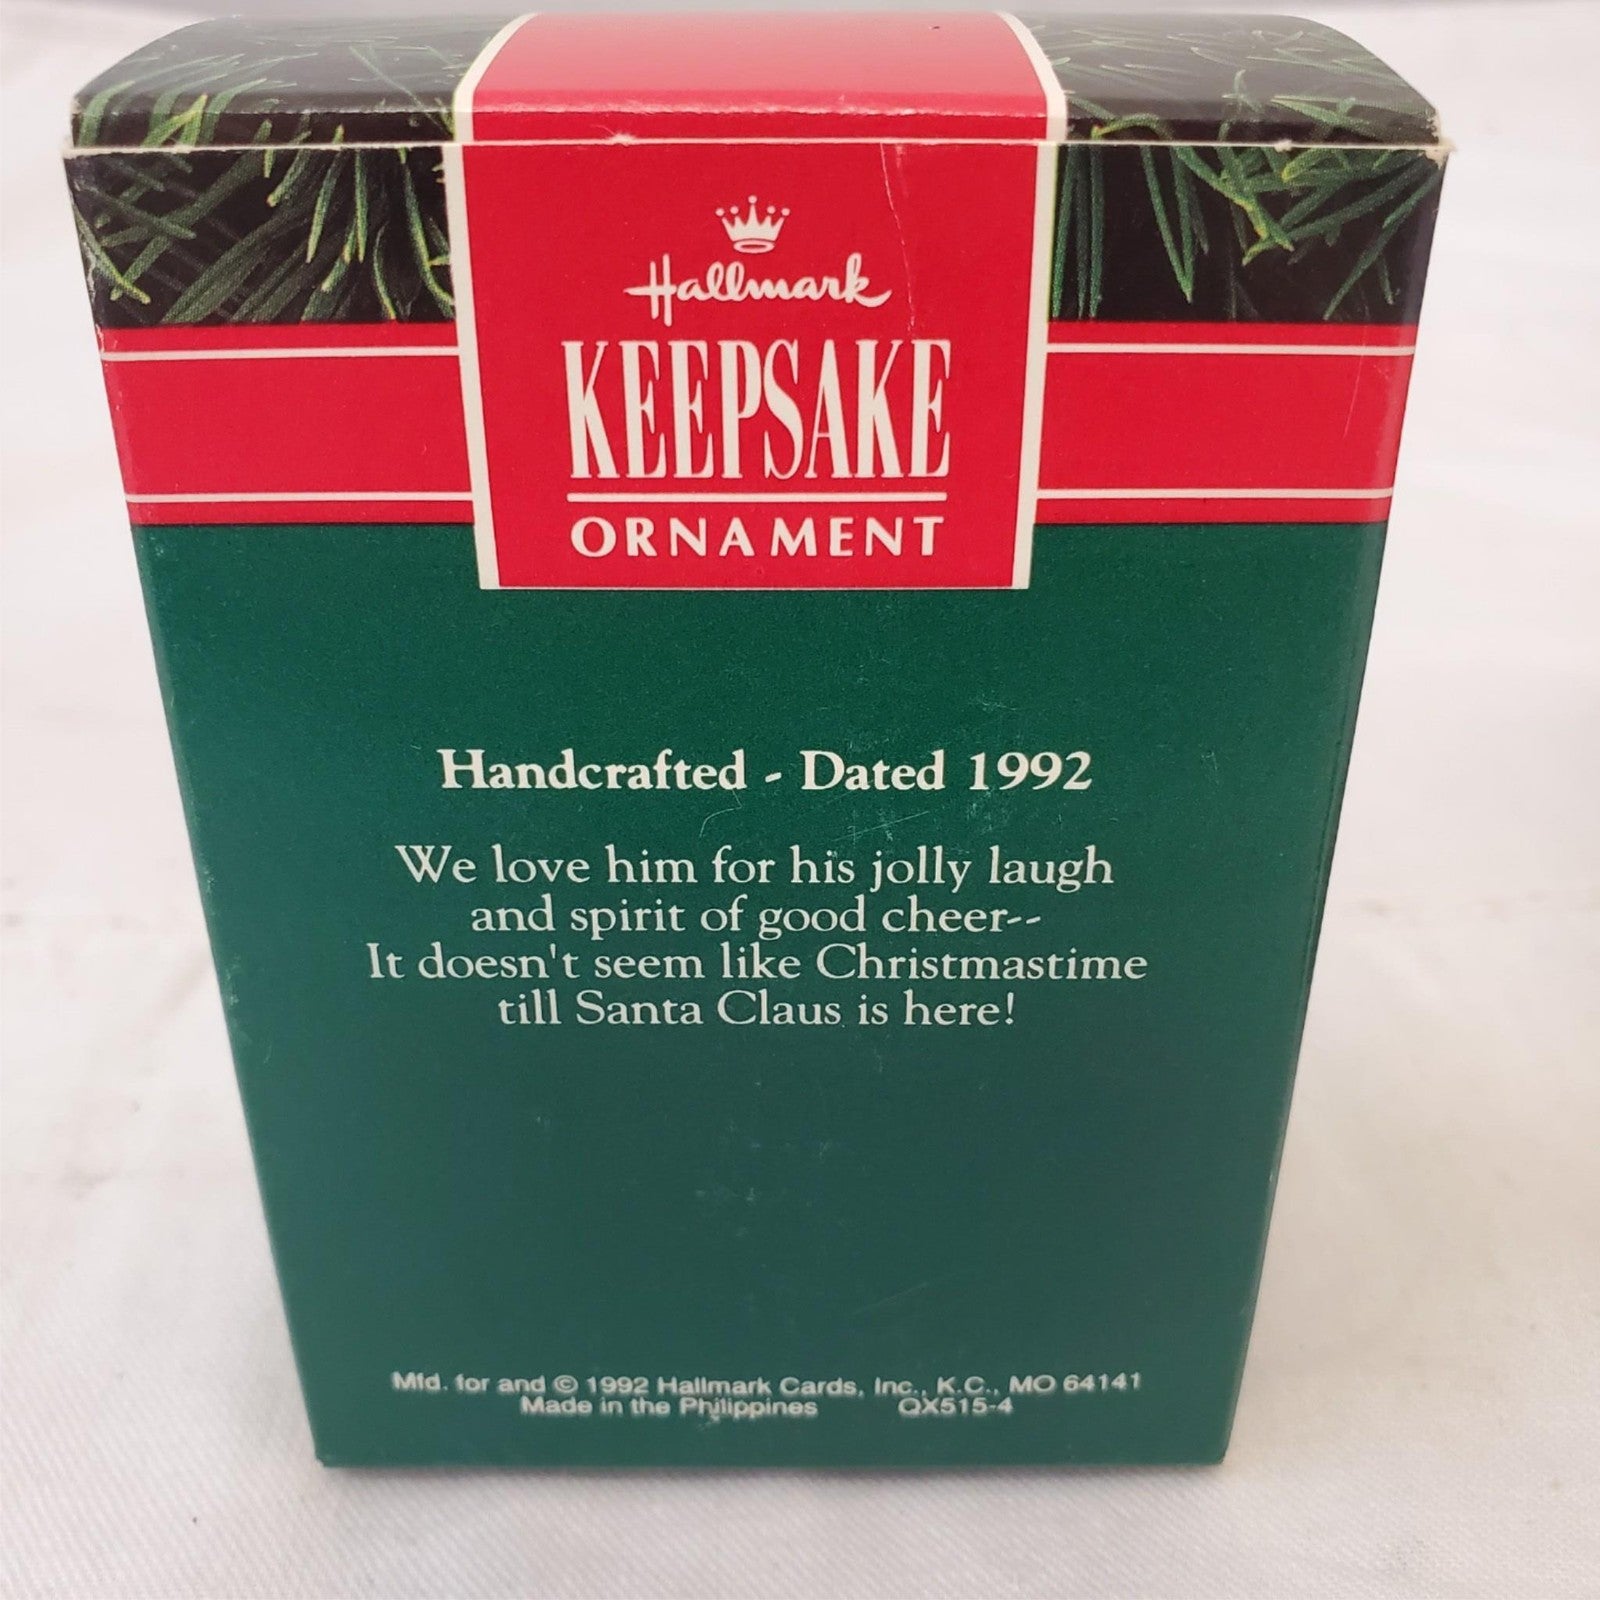 Hallmark
KEEPSAKE
ORNAMENT
Handcrafted - Dated 1992
We love him for his jolly laugh
and spirit of good cheer--
It doesn't seem like Christmastime
till Santa Claus is here!
Mfd. for and © 1992 Hallmark Cards, Inc., K.C., MO 64141
Made in the Philippines QX515-4